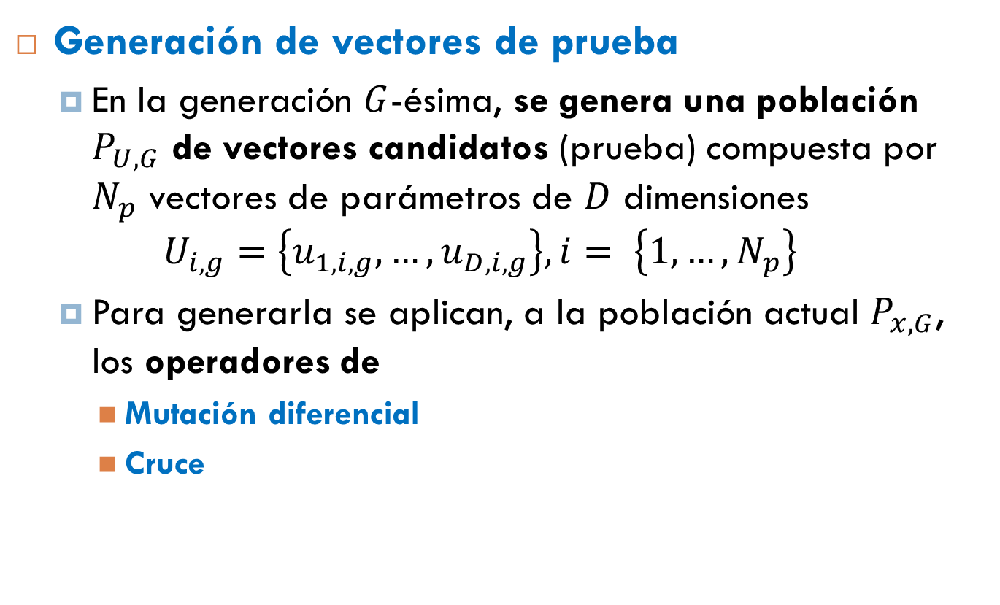 Generación de vectores de prueba
En la generación G-ésima, se genera una población
P_{U,G} de vectores candidatos (prueba) compuesta por
N_p vectores de parámetros de D dimensiones
U_{i,g} = {u_{1,i,g}, … , u_{D,i,g}}, i = {1, … , N_p}
Para generarla se aplican, a la población actual P_{x,G},
los operadores de
Mutación diferencial
Cruce